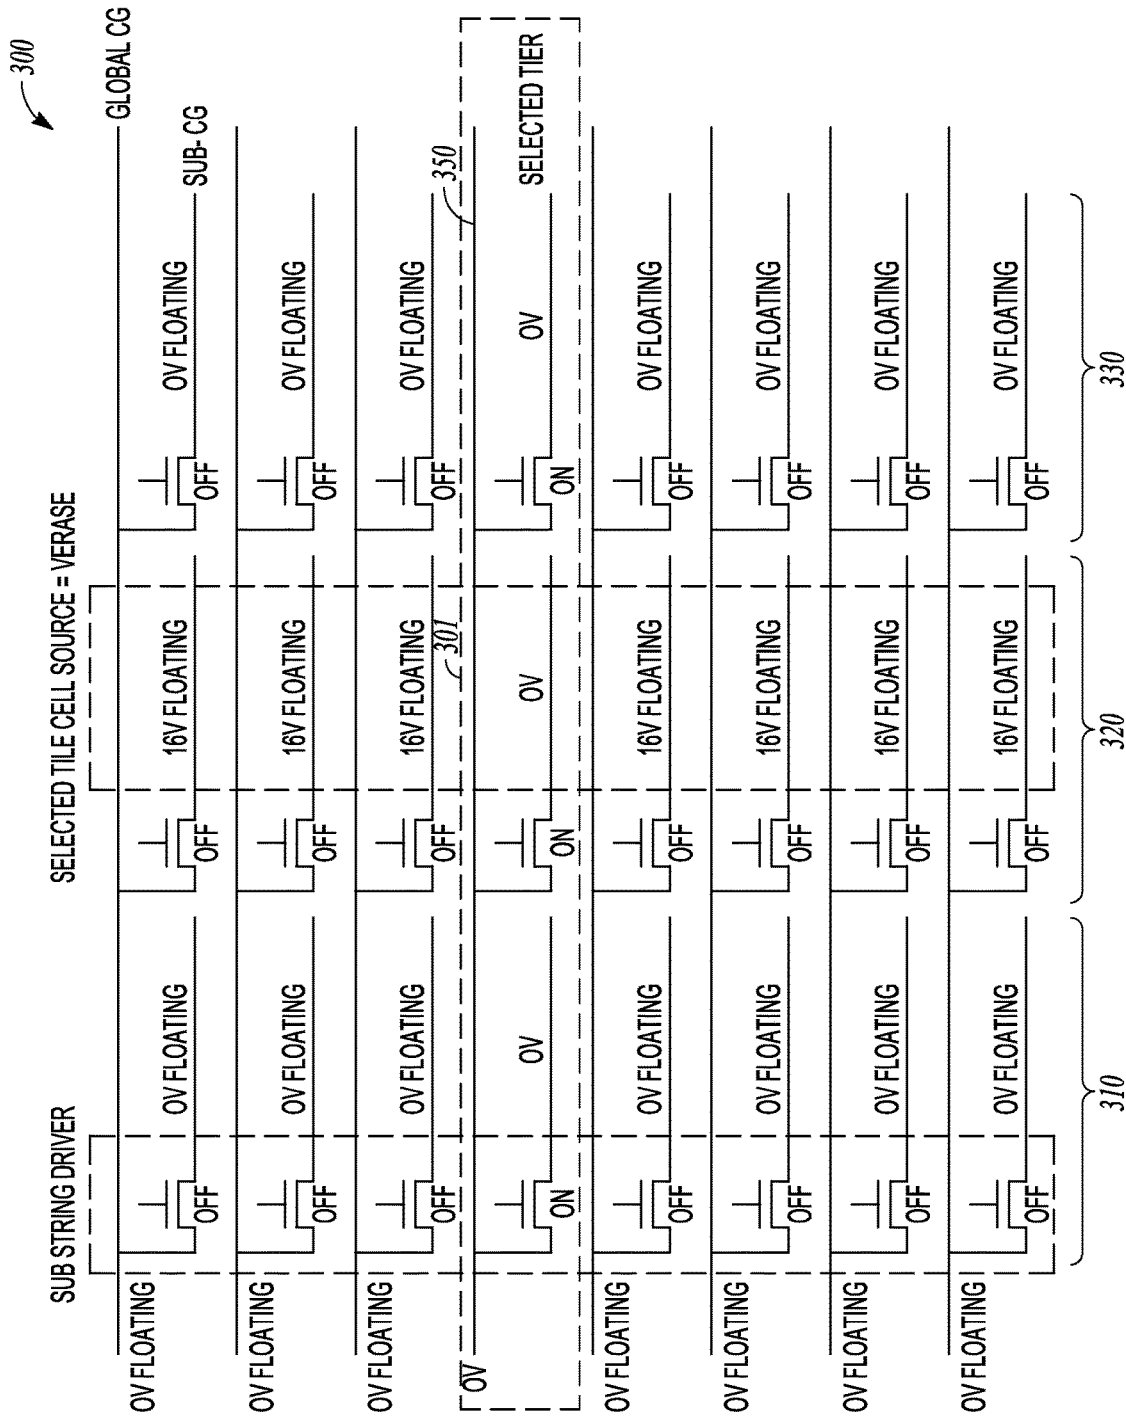 300
SUB STRING DRIVER
SELECTED TILE CELL SOURCE = VERASE
GLOBAL CG
0V FLOATING
0V FLOATING
16V FLOATING
0V FLOATING
SUB- CG
OFF
OFF
OFF
0V FLOATING
0V FLOATING
16V FLOATING
0V FLOATING
OFF
OFF
OFF
0V FLOATING
0V FLOATING
16V FLOATING
0V FLOATING
OFF
OFF
OFF
301
350
0V
0V
0V
0V
SELECTED TIER
ON
ON
ON
0V FLOATING
0V FLOATING
16V FLOATING
0V FLOATING
OFF
OFF
OFF
0V FLOATING
0V FLOATING
16V FLOATING
0V FLOATING
OFF
OFF
OFF
0V FLOATING
0V FLOATING
16V FLOATING
0V FLOATING
OFF
OFF
OFF
0V FLOATING
0V FLOATING
16V FLOATING
0V FLOATING
OFF
OFF
OFF
310
320
330